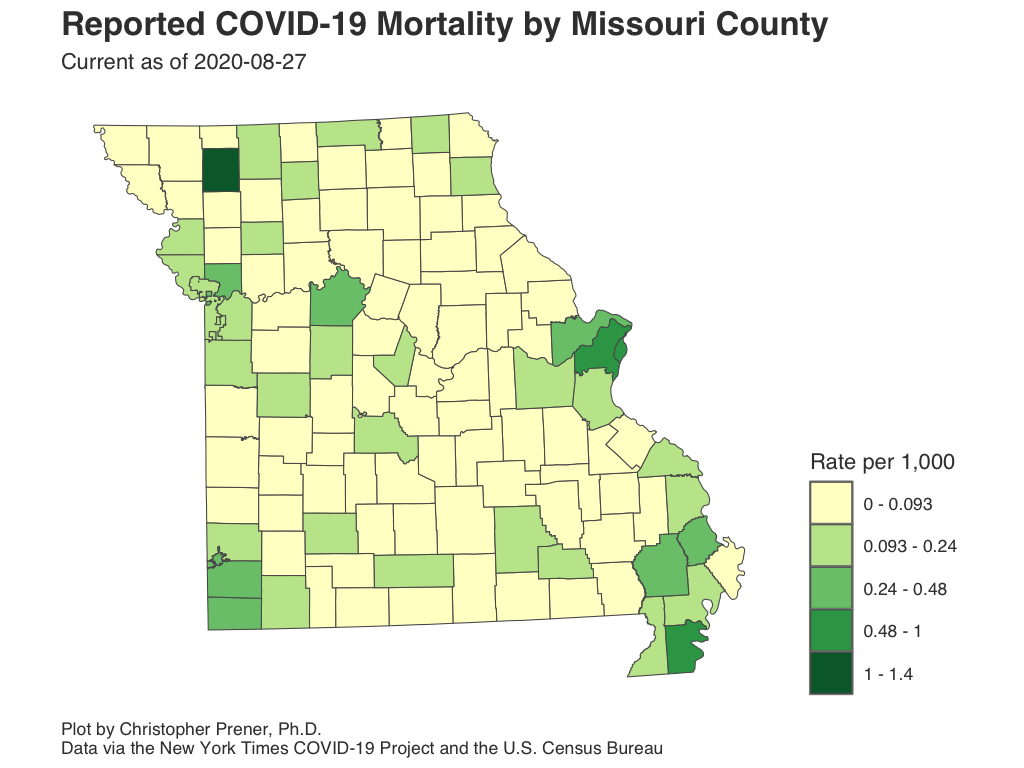 Reported COVID-19 Mortality by Missouri County
Current as of 2020-08-27
Rate per 1,000
0 - 0.093
0.093 - 0.24
0.24 - 0.48
0.48 - 1
1 - 1.4
Plot by Christopher Prener, Ph.D.
Data via the New York Times COVID-19 Project and the U.S. Census Bureau